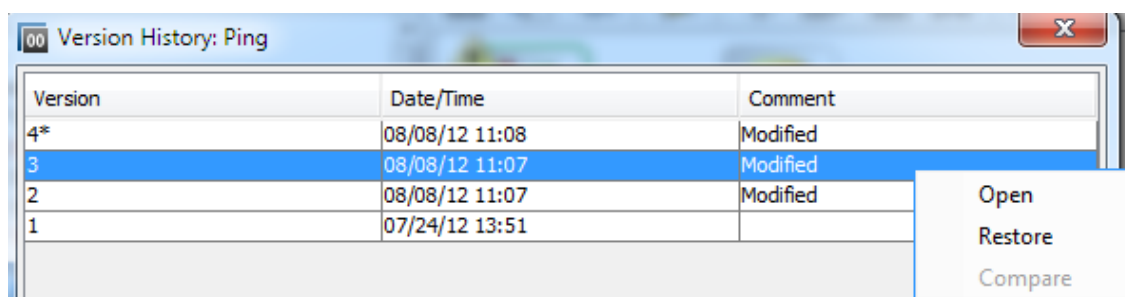 00 Version History: Ping
Version Date/Time Comment
4* 08/08/12 11:08 Modified
3 08/08/12 11:07 Modified
2 08/08/12 11:07 Modified
1 07/24/12 13:51
Open
Restore
Compare